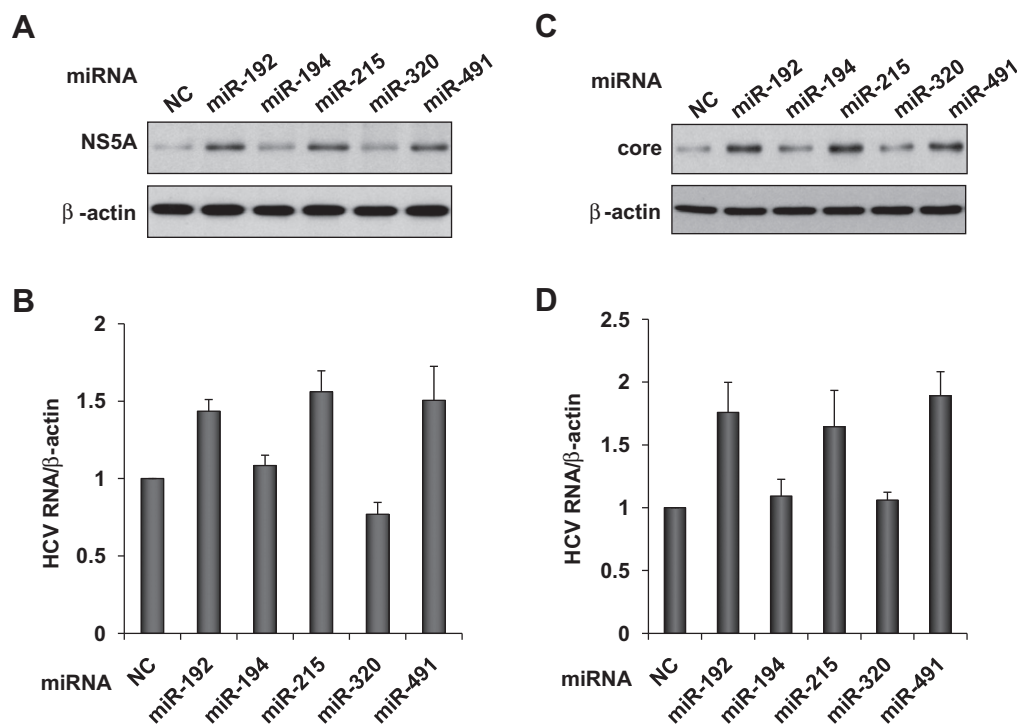 A
miRNA NC miR-192 miR-194 miR-215 miR-320 miR-491
NS5A
β-actin
B
2
1.5
1
0.5
0
HCV RNA/β-actin
miRNA NC miR-192 miR-194 miR-215 miR-320 miR-491
C
miRNA NC miR-192 miR-194 miR-215 miR-320 miR-491
core
β-actin
D
2.5
2
1.5
1
0.5
0
HCV RNA/β-actin
miRNA NC miR-192 miR-194 miR-215 miR-320 miR-491